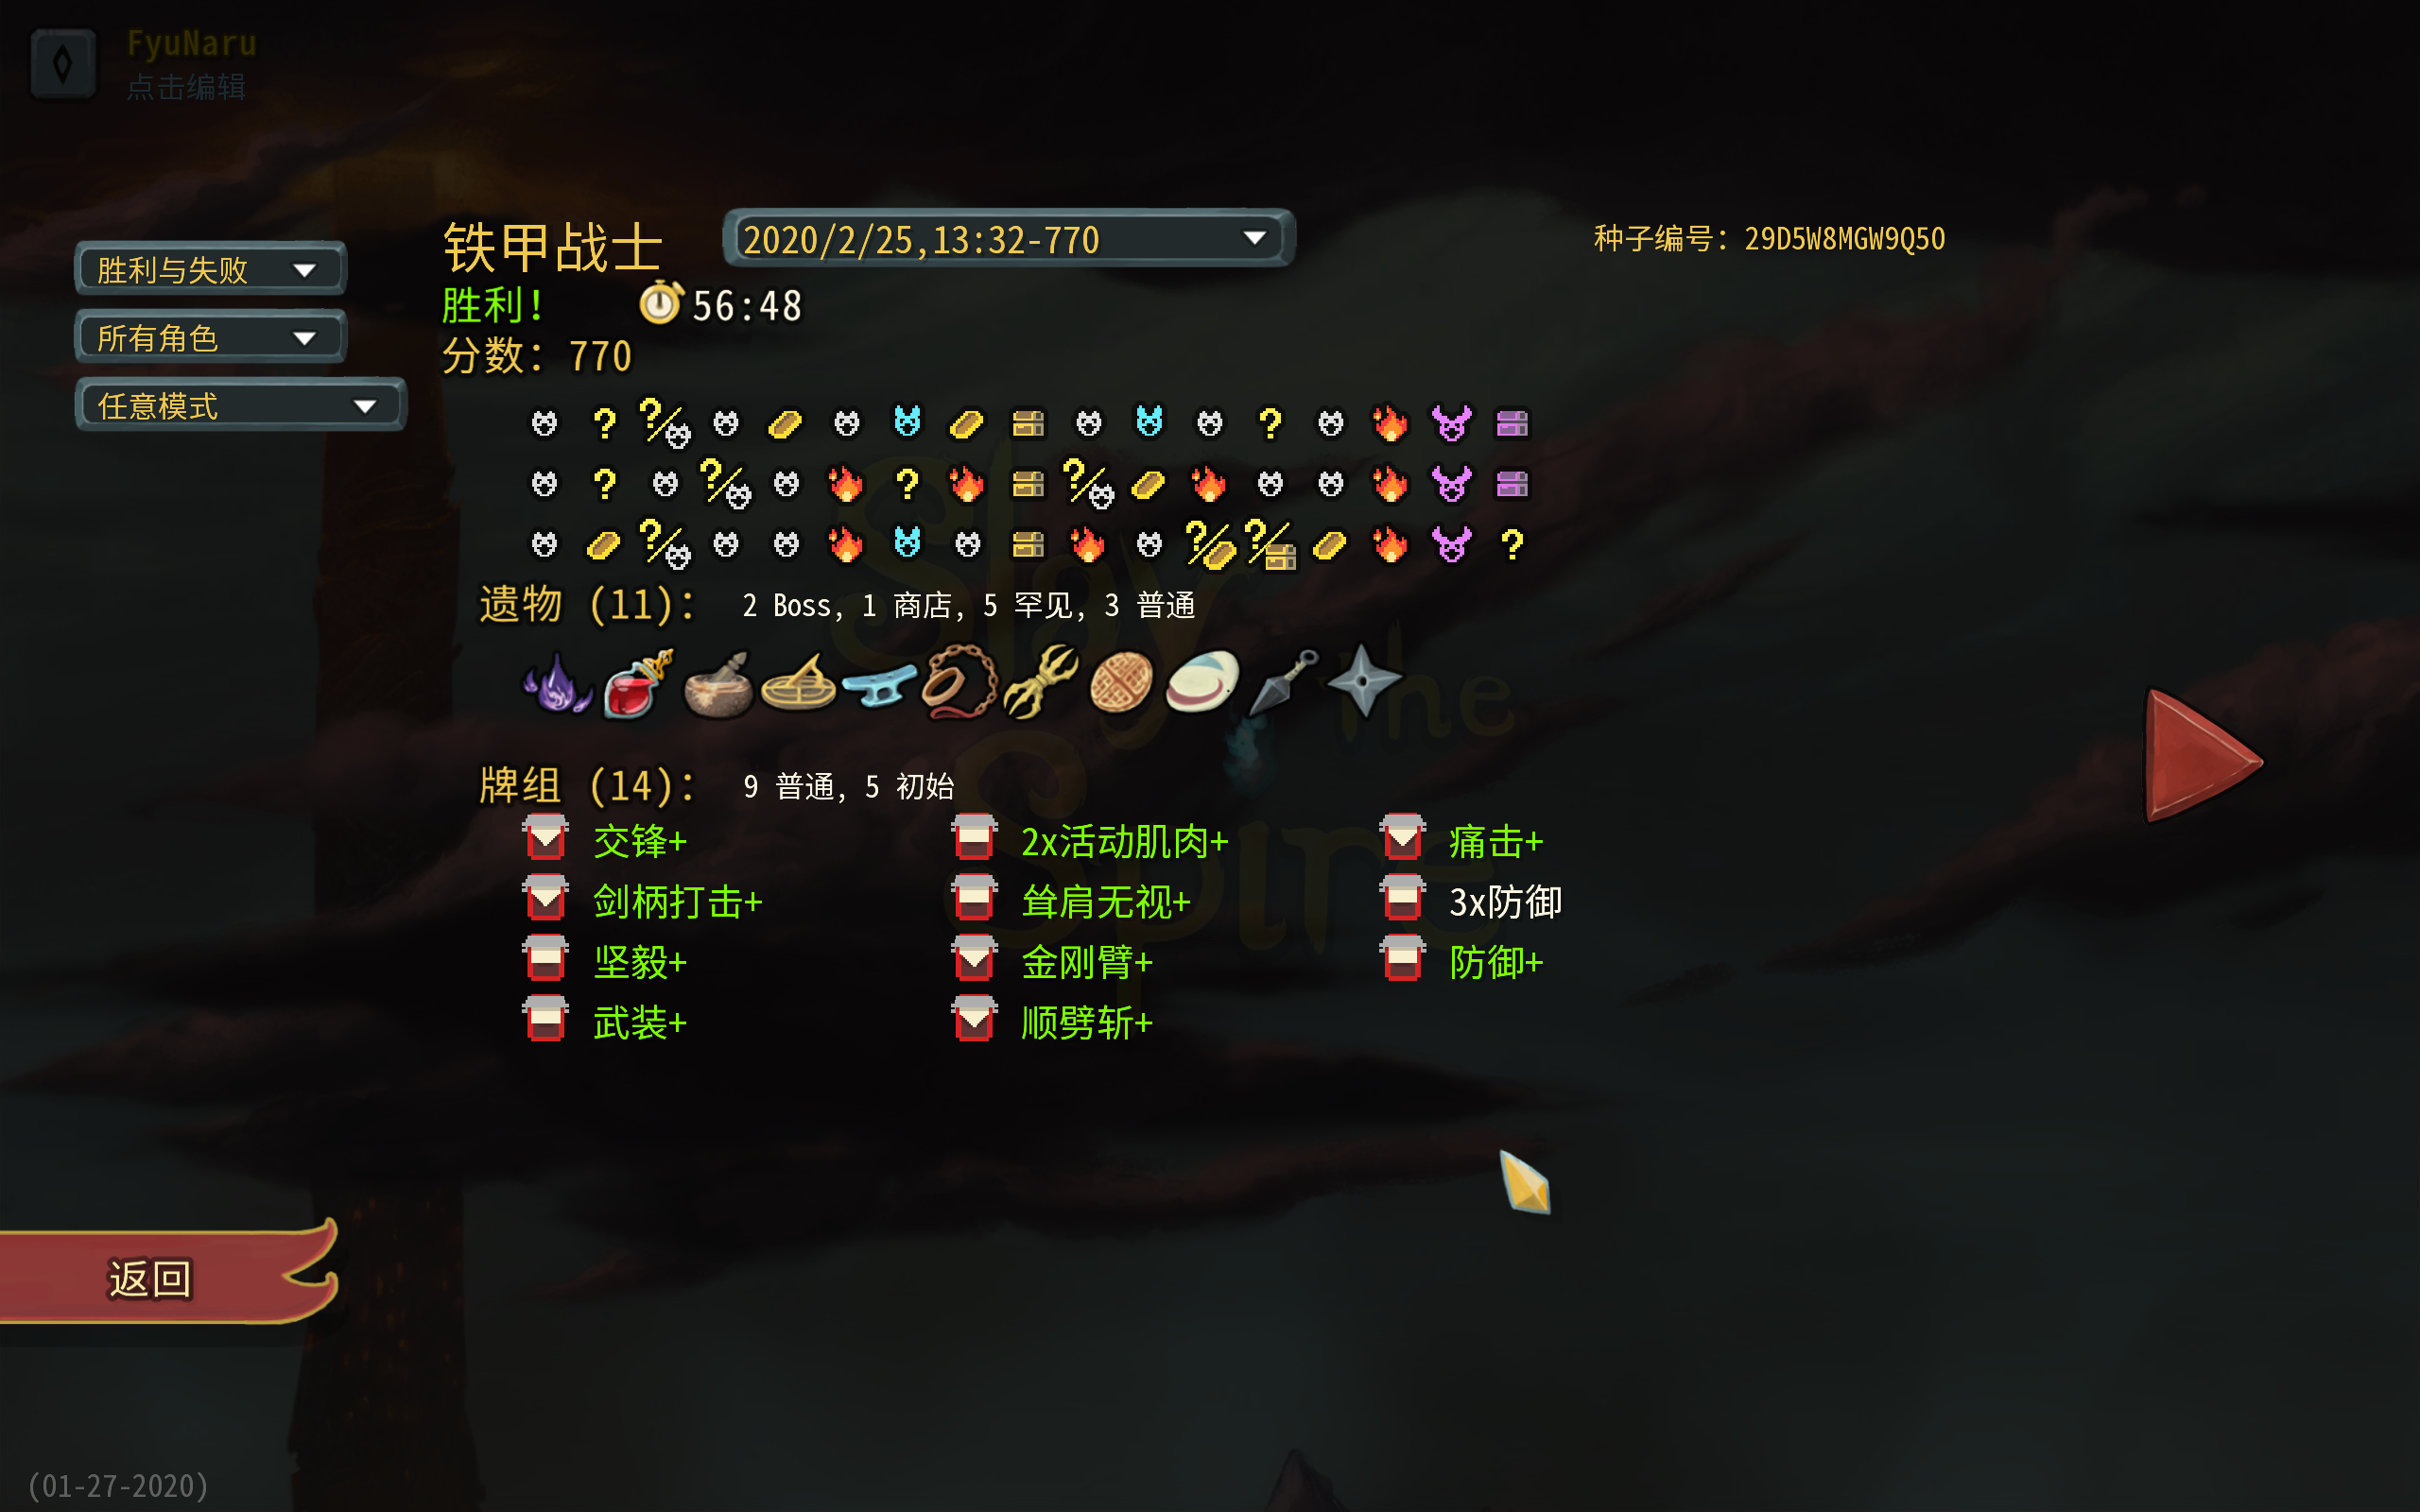 FyuNaru
点击编辑
铁甲战士
2020/2/25,13:32-770
种子编号: 29D5W8MGW9Q5O
胜利与失败
胜利!
56:48
所有角色
分数: 770
任意模式
遗物 (11):
2 Boss, 1 商店, 5 罕见, 3 普通
牌组 (14):
9 普通, 5 初始
交锋+
2x活动肌肉+
痛击+
剑柄打击+
耸肩无视+
3x防御
坚毅+
金刚臂+
防御+
武装+
顺劈斩+
Slay the Spire
返回
(01-27-2020)